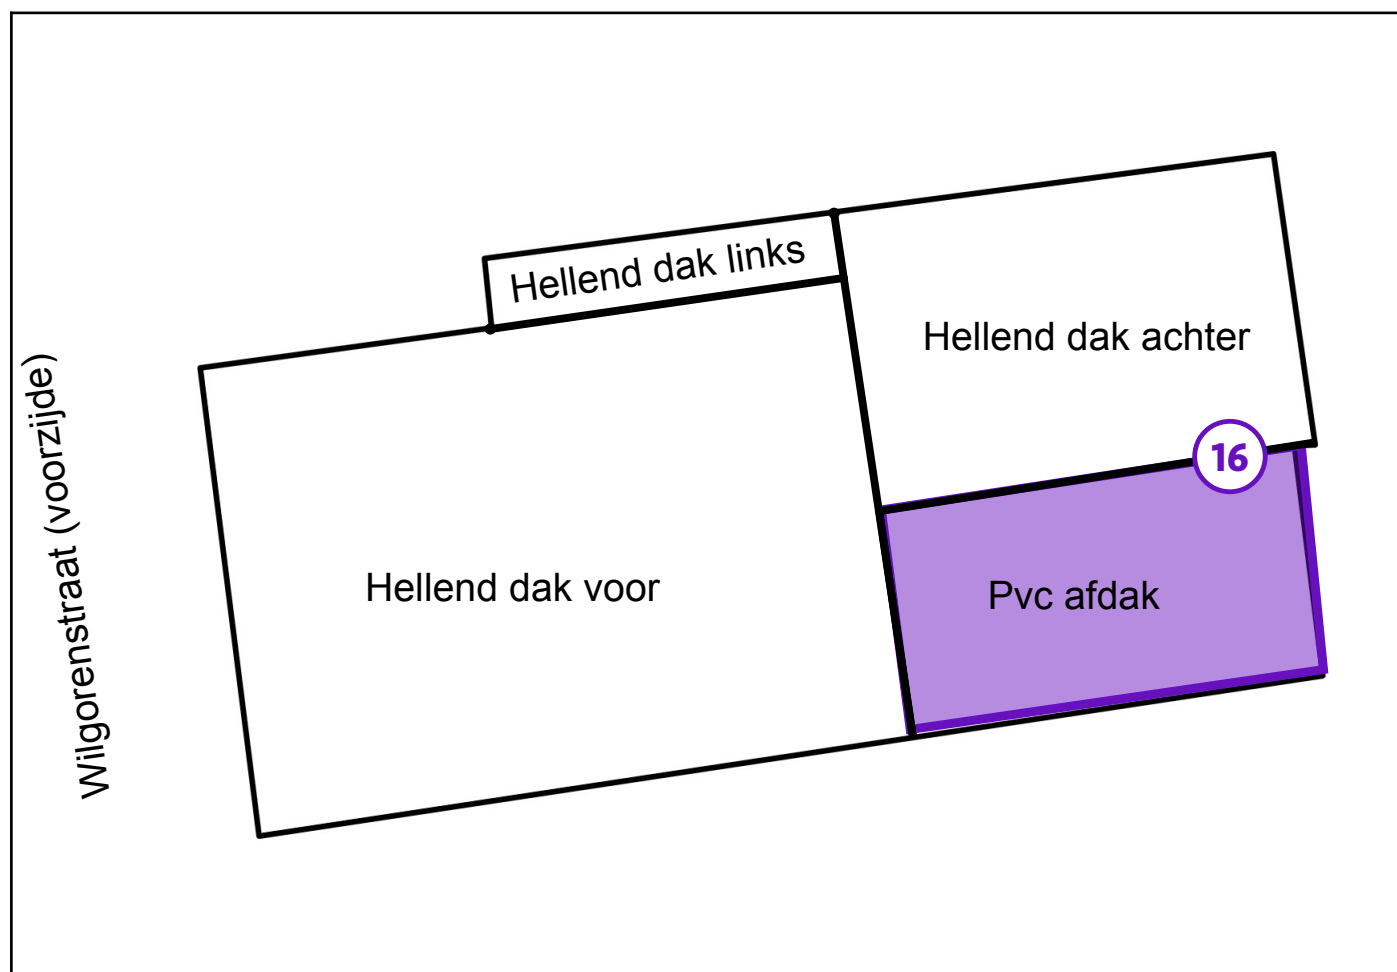 Hellend dak links
Hellend dak achter
16
Hellend dak voor
Pvc afdak
Wilgorenstraat (voorzijde)